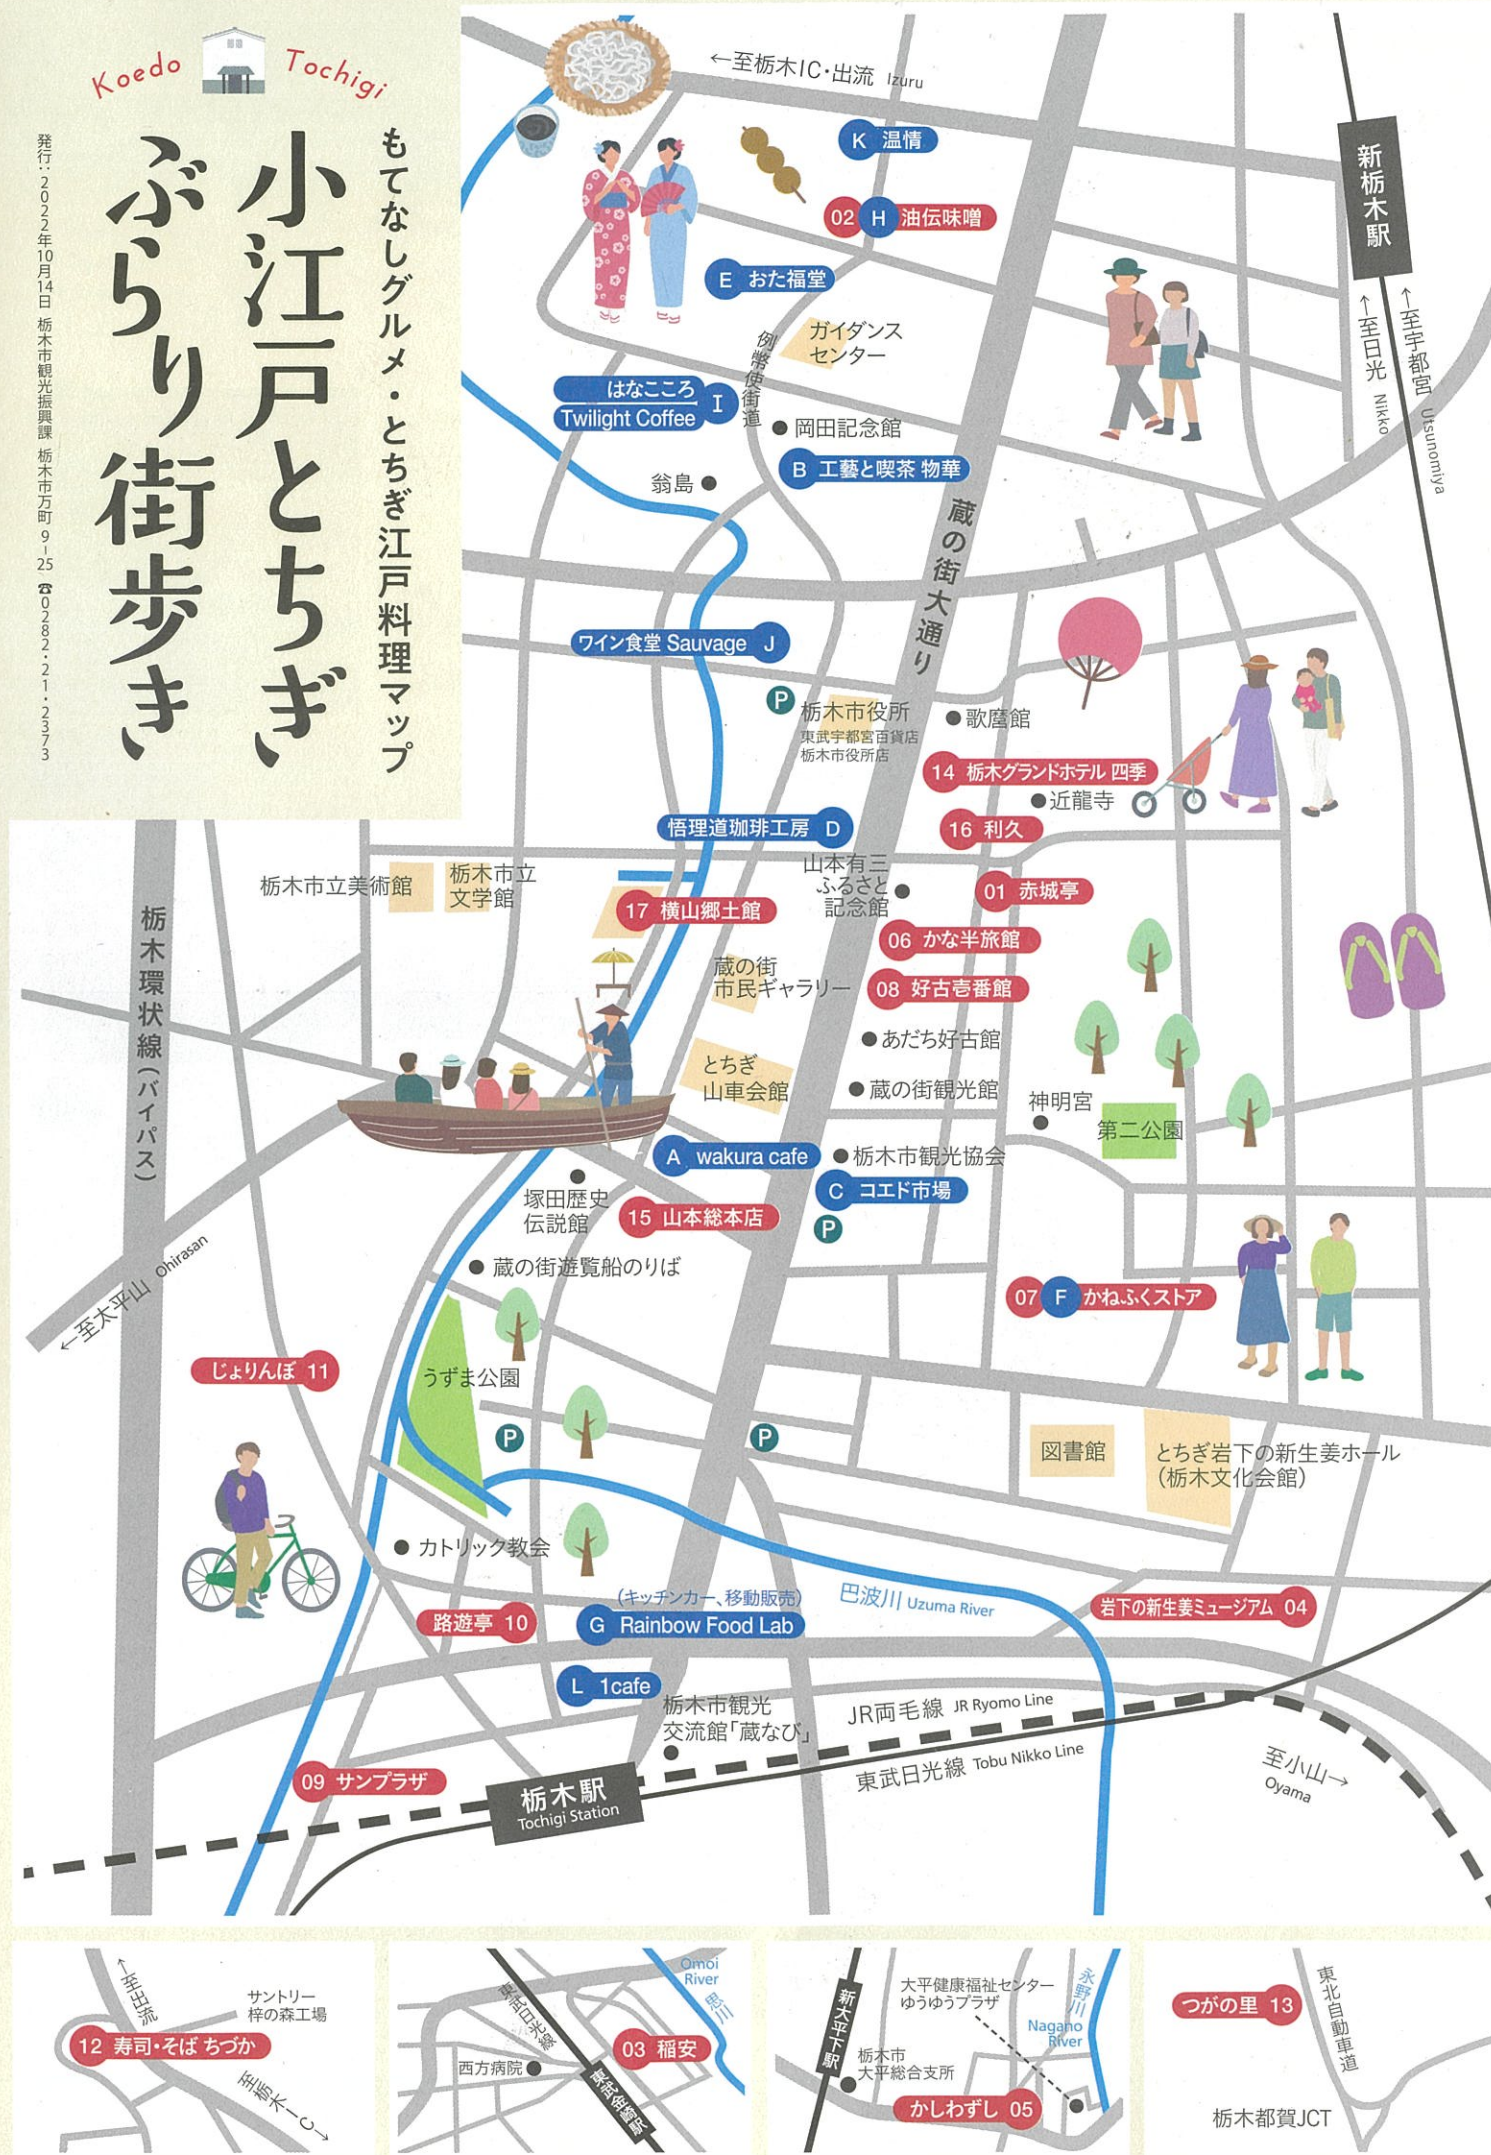 Koedo Tochigi
もてなしグルメ・とちぎ江戸料理マップ
小江戸とちぎ
ぶらり街歩き
発行：2022年10月14日 栃木市観光振興課 栃木市万町9-25 ☎0282・21・2373
←至栃木IC・出流 Izuru
K 温情
02 H 油伝味噌
新栃木駅
E おた福堂
ガイダンス
センター
←至日光 Nikko
←至宇都宮 Utsunomiya
例幣使街道
はなこころ
Twilight Coffee
I
岡田記念館
B 工藝と喫茶 物華
翁島
蔵の街大通り
ワイン食堂 Sauvage J
P
栃木市役所
東武宇都宮百貨店
栃木市役所店
歌麿館
14 栃木グランドホテル 四季
近龍寺
悟理道珈琲工房 D
16 利久
山本有三
ふるさと
記念館
01 赤城亭
栃木市立美術館
栃木市立
文学館
17 横山郷土館
06 かな半旅館
栃木環状線(バイパス)
蔵の街
市民ギャラリー
08 好古壱番館
あだち好古館
とちぎ
山車会館
蔵の街観光館
神明宮
第二公園
A wakura cafe
栃木市観光協会
塚田歴史
伝説館
C コエド市場
15 山本総本店
P
蔵の街遊覧船のりば
←至太平山 Ohirasan
07 F かねふくストア
じょりんぼ 11
うずま公園
P
P
図書館
とちぎ岩下の新生姜ホール
(栃木文化会館)
カトリック教会
(キッチンカー、移動販売)
G Rainbow Food Lab
巴波川 Uzuma River
岩下の新生姜ミュージアム 04
路遊亭 10
L 1cafe
栃木市観光
交流館「蔵なび」
JR両毛線 JR Ryomo Line
東武日光線 Tobu Nikko Line
至小山→
Oyama
09 サンプラザ
栃木駅
Tochigi Station
←至出流
サントリー
梓の森工場
12 寿司・そば ちづか
至栃木IC→
東武日光線
Omoi
River
思川
03 稲安
西方病院
東武金崎駅
新大平下駅
大平健康福祉センター
ゆうゆうプラザ
永野川
Nagano
River
栃木市
大平総合支所
かしわずし 05
つがの里 13
東北自動車道
栃木都賀JCT